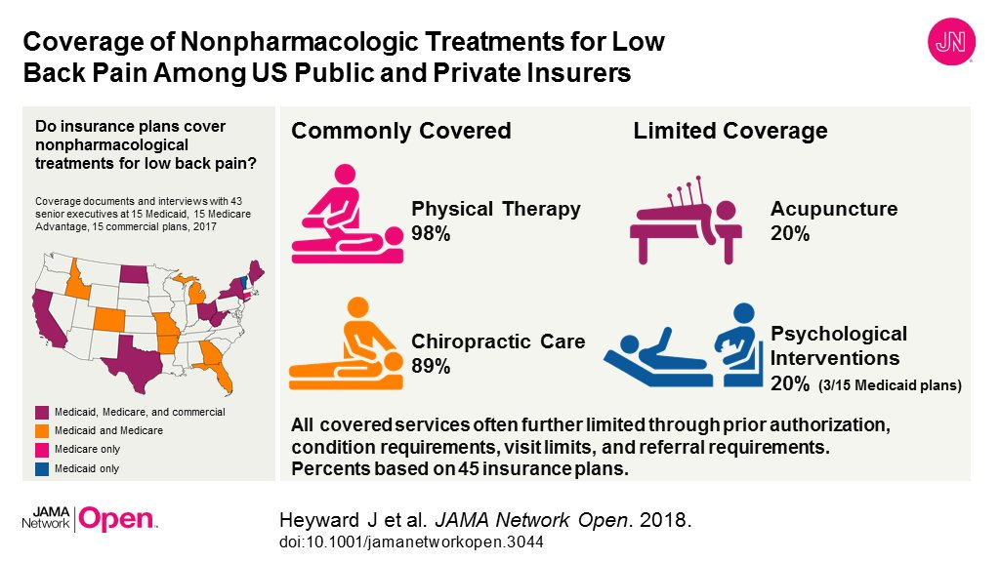 Coverage of Nonpharmacologic Treatments for Low
Back Pain Among US Public and Private Insurers
JN
Do insurance plans cover
nonpharmacological
treatments for low back pain?
Coverage documents and interviews with 43
senior executives at 15 Medicaid, 15 Medicare
Advantage, 15 commercial plans, 2017
Medicaid, Medicare, and commercial
Medicaid and Medicare
Medicare only
Medicaid only
Commonly Covered
Physical Therapy
98%
Chiropractic Care
89%
Limited Coverage
Acupuncture
20%
Psychological
Interventions
20% (3/15 Medicaid plans)
All covered services often further limited through prior authorization,
condition requirements, visit limits, and referral requirements.
Percents based on 45 insurance plans.
JAMA
Network
Open™
Heyward J et al. JAMA Network Open. 2018.
doi:10.1001/jamanetworkopen.3044